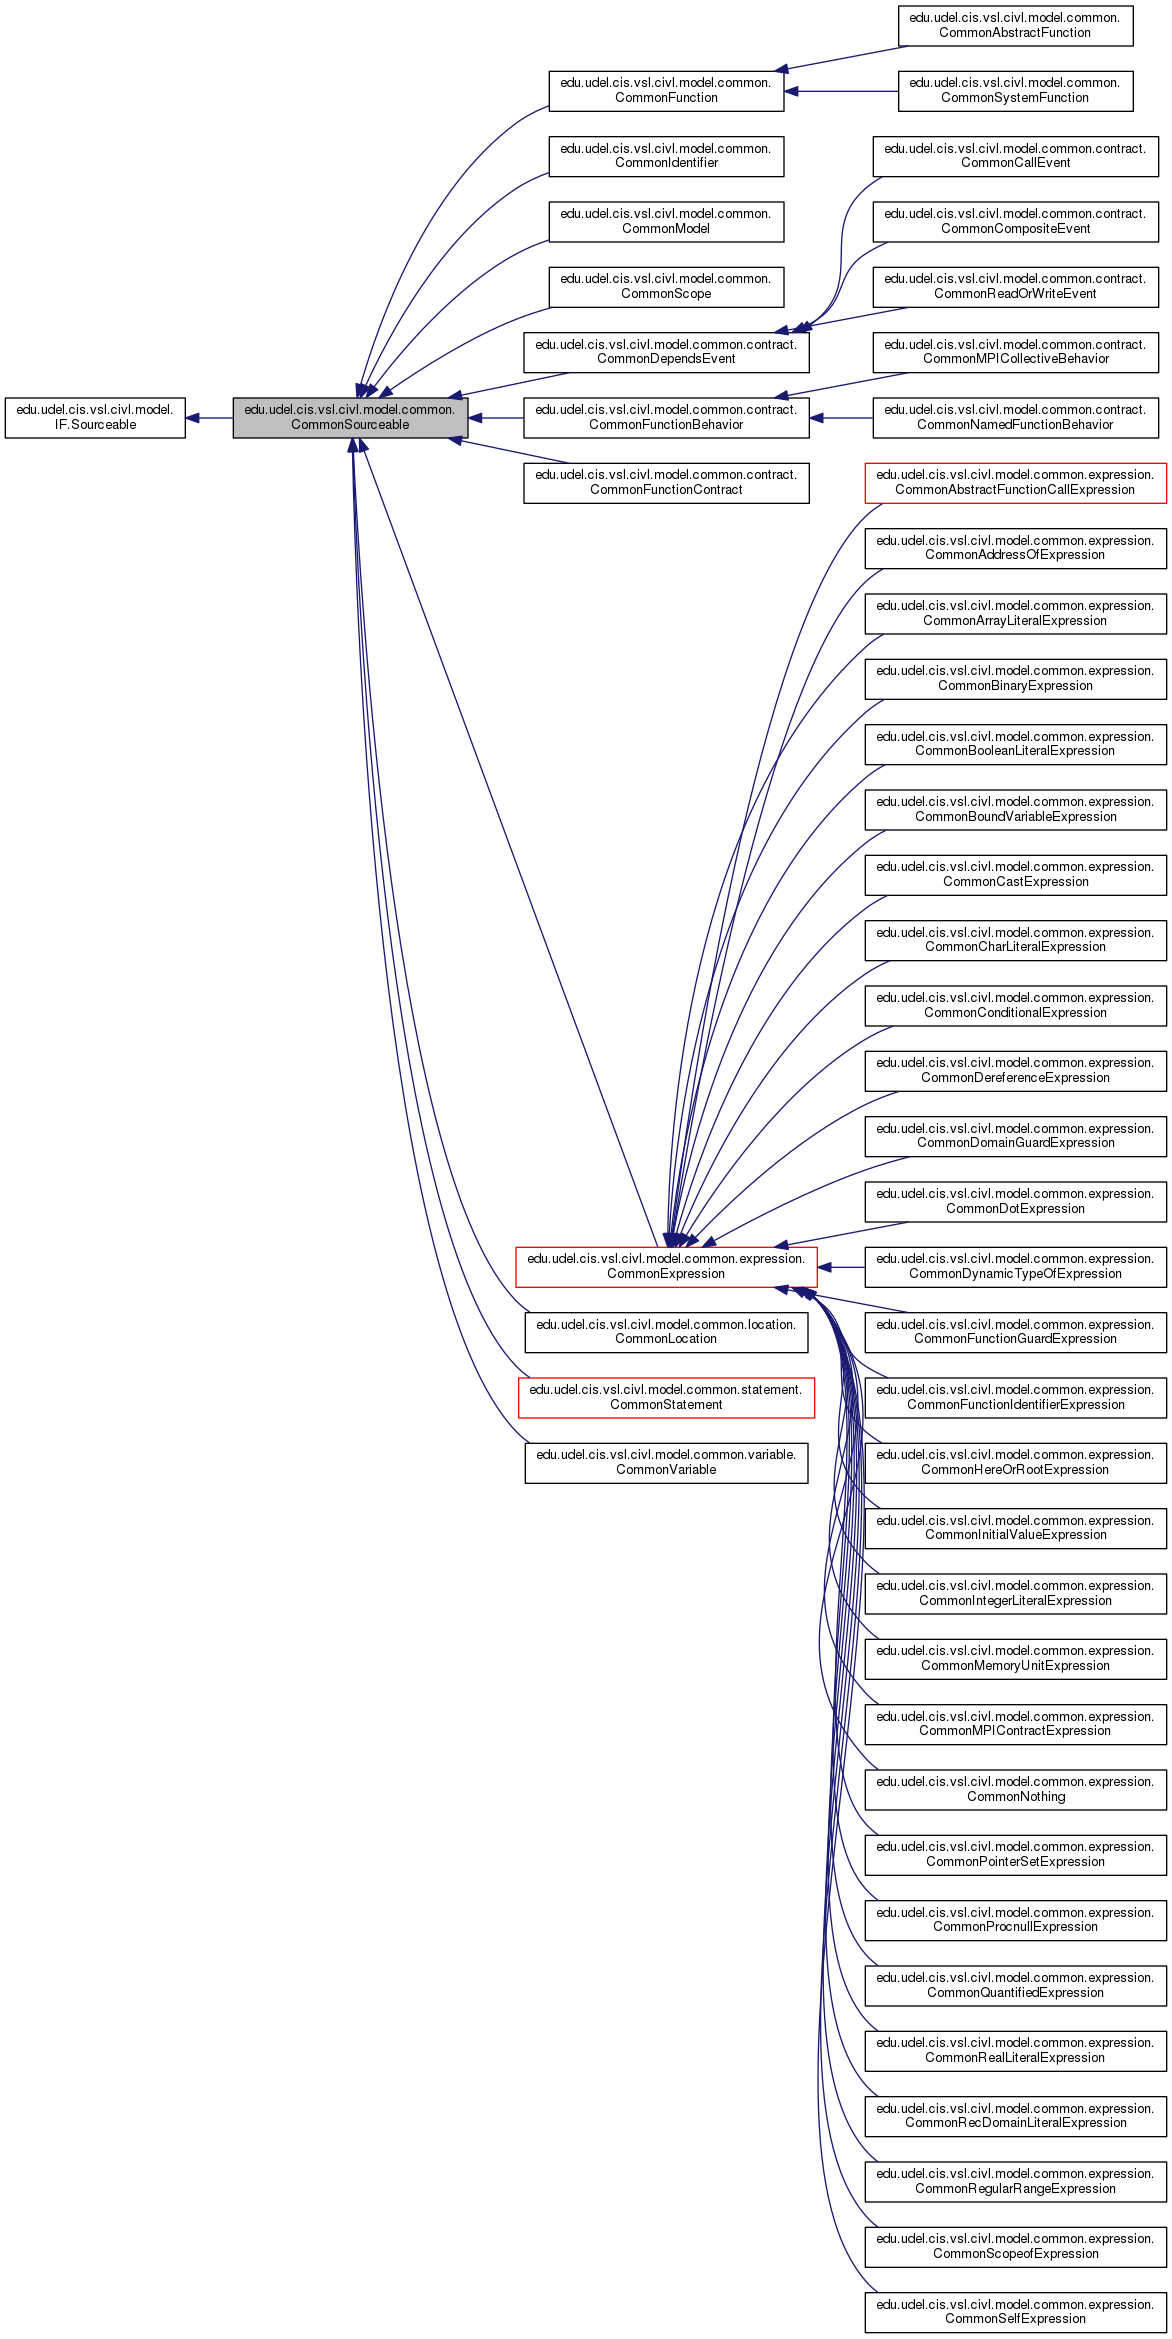 edu.udel.cis.vsl.civl.model.
IF.Sourceable
edu.udel.cis.vsl.civl.model.common.
CommonSourceable
edu.udel.cis.vsl.civl.model.common.
CommonFunction
edu.udel.cis.vsl.civl.model.common.
CommonIdentifier
edu.udel.cis.vsl.civl.model.common.
CommonModel
edu.udel.cis.vsl.civl.model.common.
CommonScope
edu.udel.cis.vsl.civl.model.common.contract.
CommonDependsEvent
edu.udel.cis.vsl.civl.model.common.contract.
CommonFunctionBehavior
edu.udel.cis.vsl.civl.model.common.contract.
CommonFunctionContract
edu.udel.cis.vsl.civl.model.common.expression.
CommonExpression
edu.udel.cis.vsl.civl.model.common.location.
CommonLocation
edu.udel.cis.vsl.civl.model.common.statement.
CommonStatement
edu.udel.cis.vsl.civl.model.common.variable.
CommonVariable
edu.udel.cis.vsl.civl.model.common.
CommonAbstractFunction
edu.udel.cis.vsl.civl.model.common.
CommonSystemFunction
edu.udel.cis.vsl.civl.model.common.contract.
CommonCallEvent
edu.udel.cis.vsl.civl.model.common.contract.
CommonCompositeEvent
edu.udel.cis.vsl.civl.model.common.contract.
CommonReadOrWriteEvent
edu.udel.cis.vsl.civl.model.common.contract.
CommonMPICollectiveBehavior
edu.udel.cis.vsl.civl.model.common.contract.
CommonNamedFunctionBehavior
edu.udel.cis.vsl.civl.model.common.expression.
CommonAbstractFunctionCallExpression
edu.udel.cis.vsl.civl.model.common.expression.
CommonAddressOfExpression
edu.udel.cis.vsl.civl.model.common.expression.
CommonArrayLiteralExpression
edu.udel.cis.vsl.civl.model.common.expression.
CommonBinaryExpression
edu.udel.cis.vsl.civl.model.common.expression.
CommonBooleanLiteralExpression
edu.udel.cis.vsl.civl.model.common.expression.
CommonBoundVariableExpression
edu.udel.cis.vsl.civl.model.common.expression.
CommonCastExpression
edu.udel.cis.vsl.civl.model.common.expression.
CommonCharLiteralExpression
edu.udel.cis.vsl.civl.model.common.expression.
CommonConditionalExpression
edu.udel.cis.vsl.civl.model.common.expression.
CommonDereferenceExpression
edu.udel.cis.vsl.civl.model.common.expression.
CommonDomainGuardExpression
edu.udel.cis.vsl.civl.model.common.expression.
CommonDotExpression
edu.udel.cis.vsl.civl.model.common.expression.
CommonDynamicTypeOfExpression
edu.udel.cis.vsl.civl.model.common.expression.
CommonFunctionGuardExpression
edu.udel.cis.vsl.civl.model.common.expression.
CommonFunctionIdentifierExpression
edu.udel.cis.vsl.civl.model.common.expression.
CommonHereOrRootExpression
edu.udel.cis.vsl.civl.model.common.expression.
CommonInitialValueExpression
edu.udel.cis.vsl.civl.model.common.expression.
CommonIntegerLiteralExpression
edu.udel.cis.vsl.civl.model.common.expression.
CommonMemoryUnitExpression
edu.udel.cis.vsl.civl.model.common.expression.
CommonMPIContractExpression
edu.udel.cis.vsl.civl.model.common.expression.
CommonNothing
edu.udel.cis.vsl.civl.model.common.expression.
CommonPointerSetExpression
edu.udel.cis.vsl.civl.model.common.expression.
CommonProcnullExpression
edu.udel.cis.vsl.civl.model.common.expression.
CommonQuantifiedExpression
edu.udel.cis.vsl.civl.model.common.expression.
CommonRealLiteralExpression
edu.udel.cis.vsl.civl.model.common.expression.
CommonRecDomainLiteralExpression
edu.udel.cis.vsl.civl.model.common.expression.
CommonRegularRangeExpression
edu.udel.cis.vsl.civl.model.common.expression.
CommonScopeofExpression
edu.udel.cis.vsl.civl.model.common.expression.
CommonSelfExpression